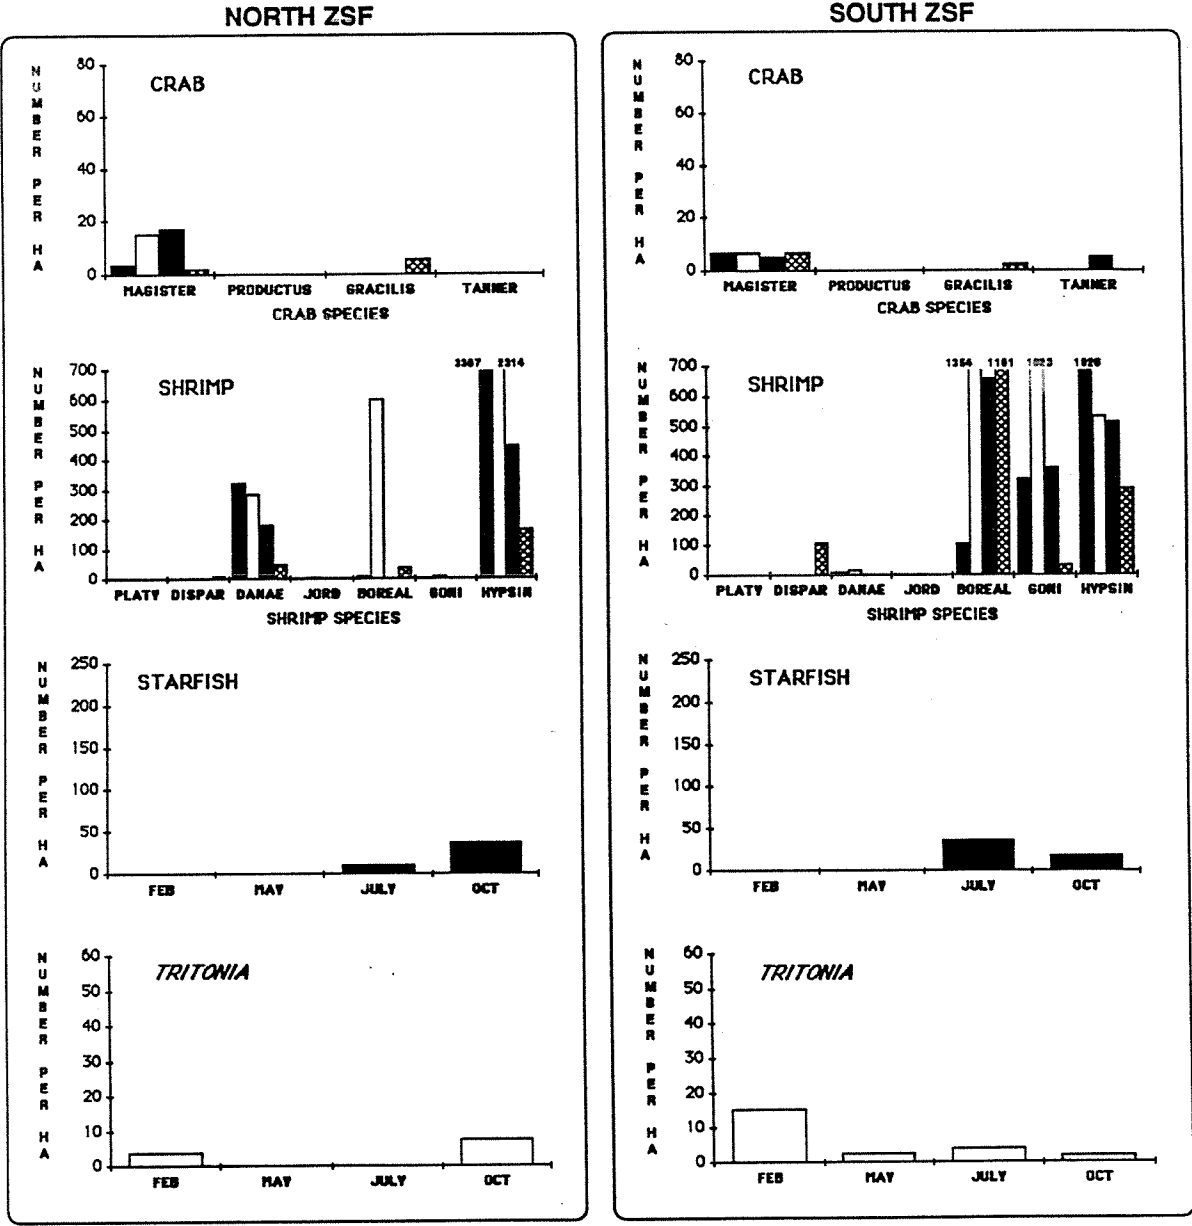 NORTH ZSF
NUMBER PER HA
80
60
40
20
0
CRAB
MAGISTER PRODUCTUS GRACILIS TANNER
CRAB SPECIES
NUMBER PER HA
700
600
500
400
300
200
100
0
SHRIMP
2314
PLATY DISPAR DANAE JORD BOREAL GONI HYPSIN
SHRIMP SPECIES
NUMBER PER HA
250
200
150
100
50
0
STARFISH
FEB MAY JULY OCT
NUMBER PER HA
60
50
40
30
20
10
0
TRITONIA
FEB MAY JULY OCT
SOUTH ZSF
NUMBER PER HA
80
60
40
20
0
CRAB
MAGISTER PRODUCTUS GRACILIS TANNER
CRAB SPECIES
NUMBER PER HA
700
600
500
400
300
200
100
0
SHRIMP
PLATY DISPAR DANAE JORD BOREAL GONI HYPSIN
SHRIMP SPECIES
NUMBER PER HA
250
200
150
100
50
0
STARFISH
FEB MAY JULY OCT
NUMBER PER HA
60
50
40
30
20
10
0
TRITONIA
FEB MAY JULY OCT